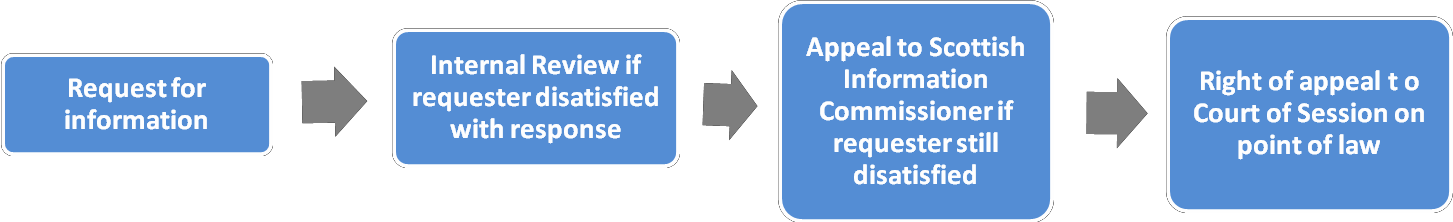 Request for
information
Internal Review if
requester disatisfied
with response
Appeal to Scottish
Information
Commissioner if
requester still
disatisfied
Right of appeal t o
Court of Session on
point of law